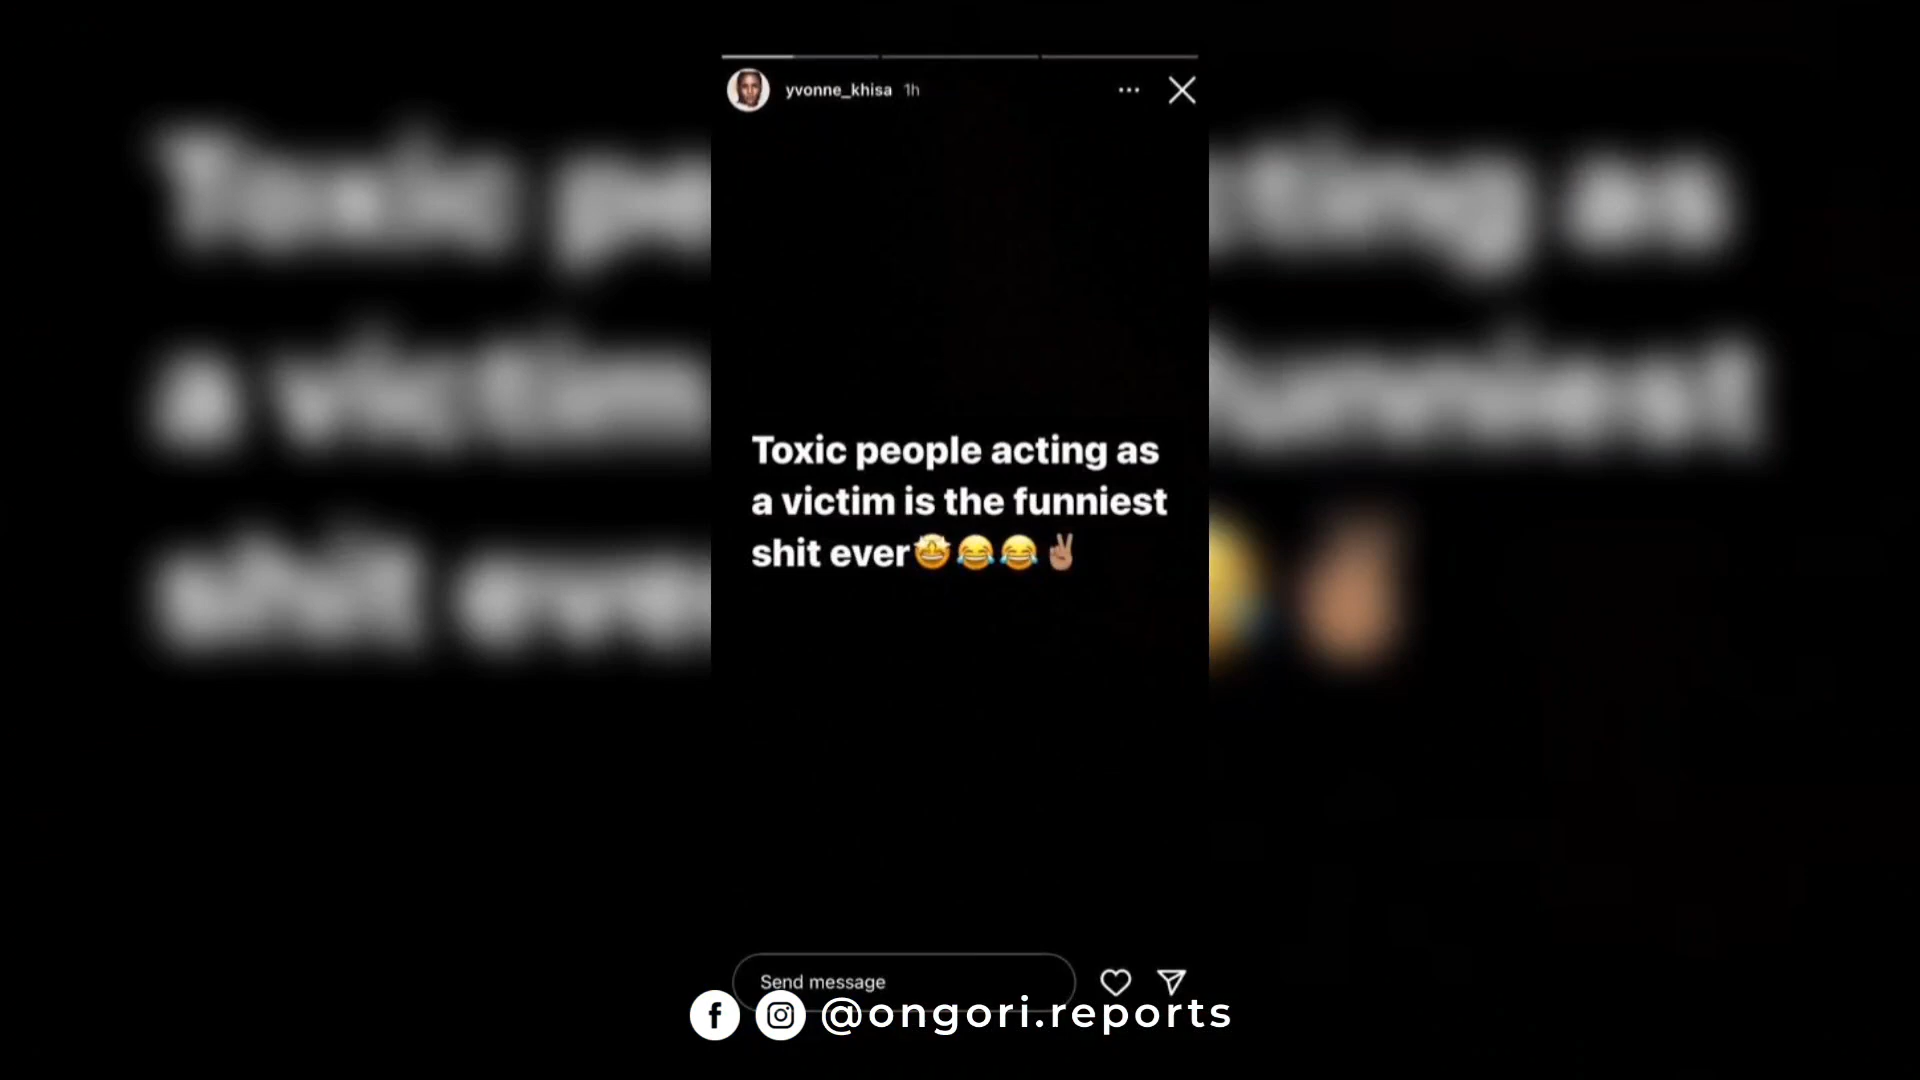 yvonne_khisa 1h
Toxic people acting as
a victim is the funniest
shit ever🤩😂😂✌🏽
Send message
@ongori.reports